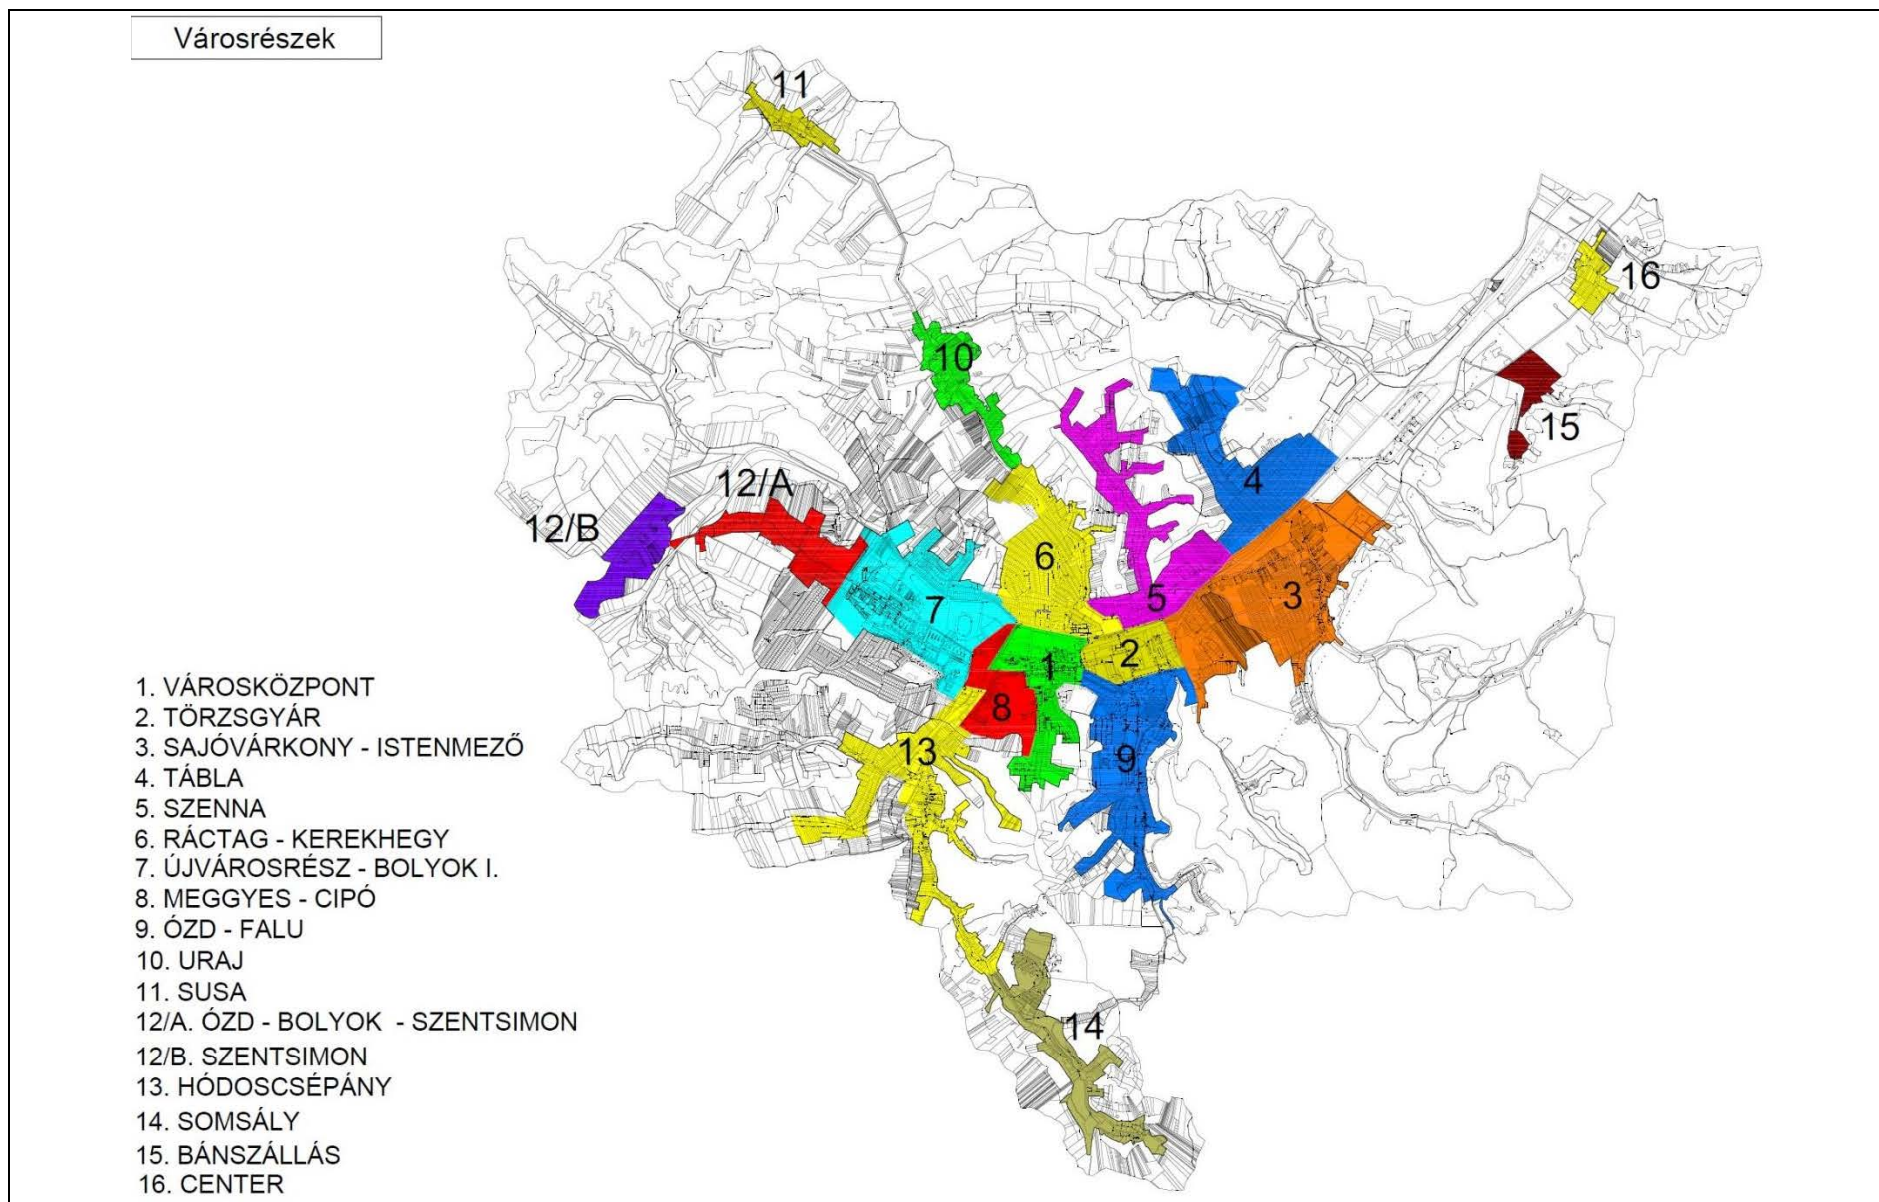 Városrészek
11
16
10
15
4
12/A
12/B
6
3
5
7
2
1
8
13
9
14
1. VÁROSKÖZPONT
2. TÖRZSGYÁR
3. SAJÓVÁRKONY - ISTENMEZŐ
4. TÁBLA
5. SZENNA
6. RÁCTAG - KEREKHEGY
7. ÚJVÁROSRÉSZ - BOLYOK I.
8. MEGGYES - CIPÓ
9. ÓZD - FALU
10. URAJ
11. SUSA
12/A. ÓZD - BOLYOK - SZENTSIMON
12/B. SZENTSIMON
13. HÓDOSCSÉPÁNY
14. SOMSÁLY
15. BÁNSZÁLLÁS
16. CENTER